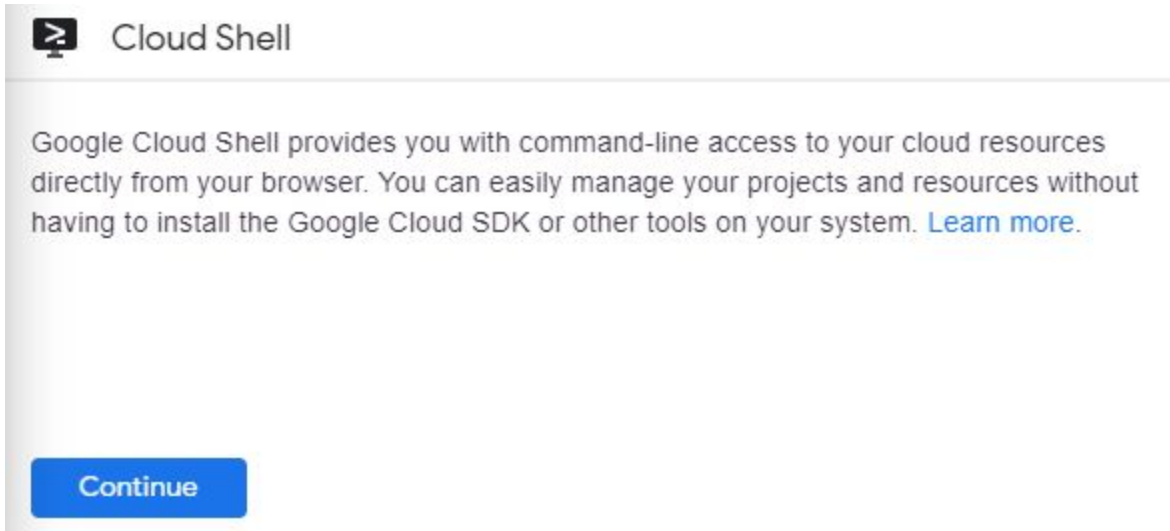 Cloud Shell
Google Cloud Shell provides you with command-line access to your cloud resources
directly from your browser. You can easily manage your projects and resources without
having to install the Google Cloud SDK or other tools on your system. Learn more.
Continue